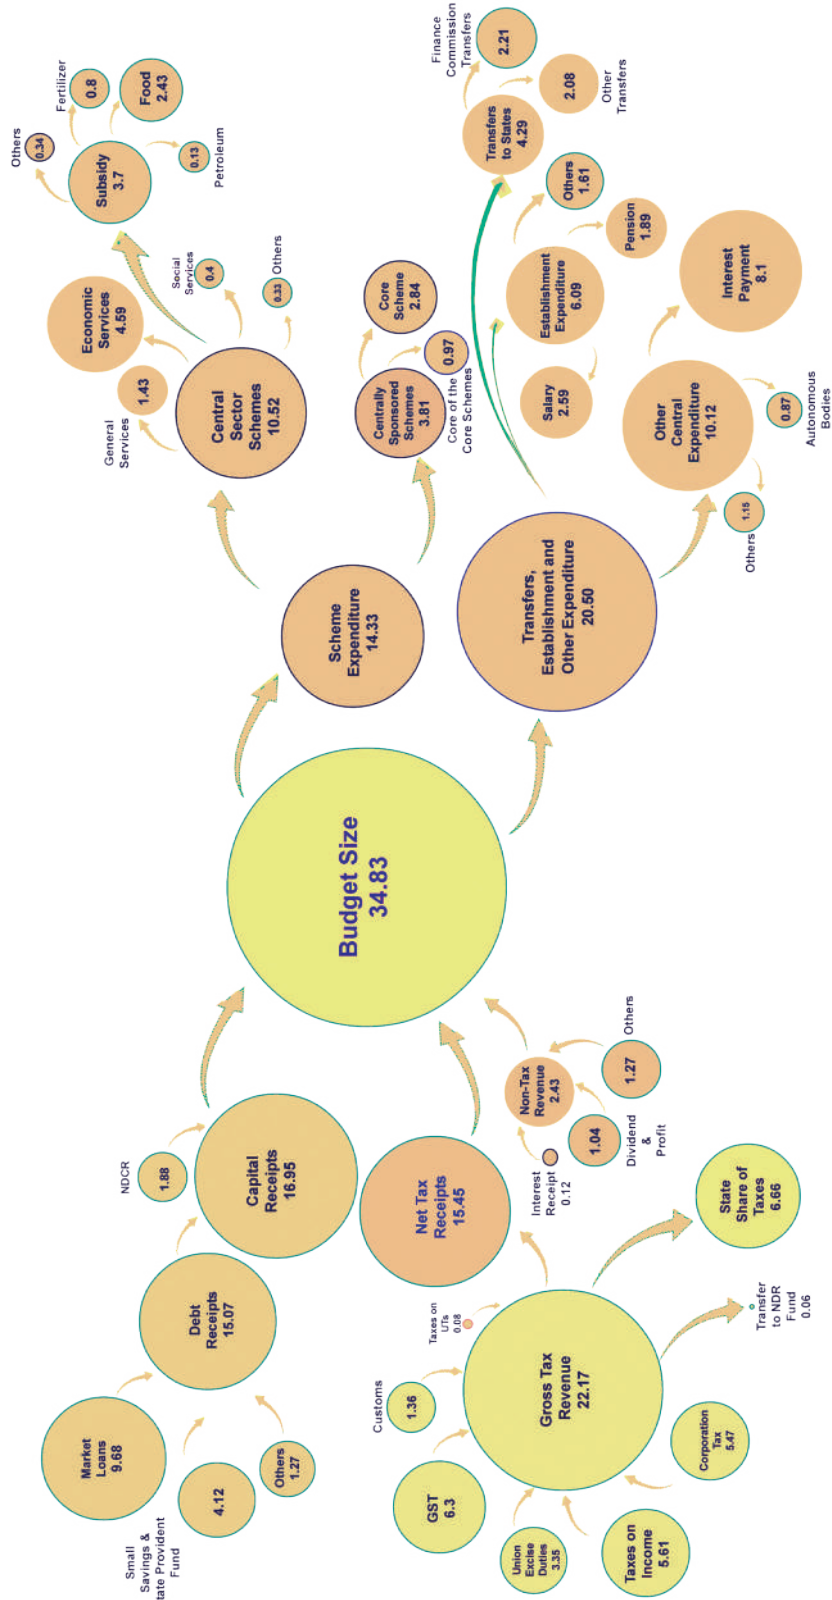 Market
Loans
9.68
Small
Savings &
tate Provident
Fund
4.12
Others
1.27
Debt
Receipts
15.07
NDCR
1.88
Capital
Receipts
16.95
GST
6.3
Customs
1.36
Taxes on
UTs
0.08
Union
Excise
Duties
3.35
Taxes on
Income
5.61
Corporation
Tax
5.47
Gross Tax
Revenue
22.17
Net Tax
Receipts
15.45
Transfer
to NDR
Fund
0.06
State
Share of
Taxes
6.66
Interest
Receipt
0.12
1.04
Dividend
&
Profit
1.27
Others
Non-Tax
Revenue
2.43
Budget Size
34.83
Scheme
Expenditure
14.33
Central
Sector
Schemes
10.52
General
Services
1.43
Economic
Services
4.59
Subsidy
3.7
Others
0.34
Fertilizer
0.8
Food
2.43
0.13
Petroleum
Social
Services
0.4
0.33
Others
Centrally
Sponsored
Schemes
3.81
Core
Scheme
2.84
0.97
Core of the
Core Schemes
Transfers,
Establishment and
Other Expenditure
20.50
Transfers
to States
4.29
Finance
Commission
Transfers
2.21
2.08
Other
Transfers
Establishment
Expenditure
6.09
Salary
2.59
Others
1.61
Pension
1.89
Other
Central
Expenditure
10.12
Interest
Payment
8.1
0.87
Autonomous
Bodies
1.15
Others